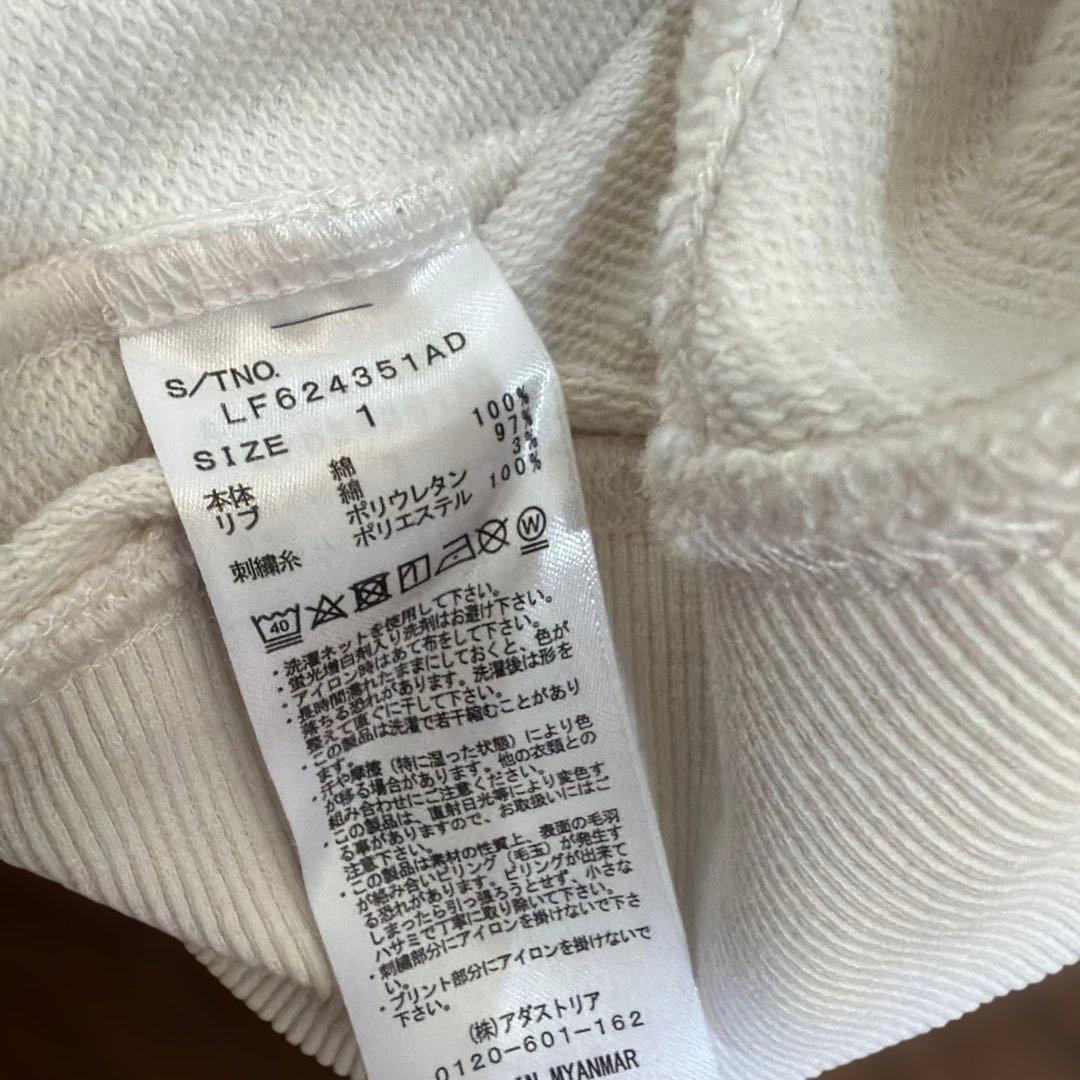 S/TNO.
LF624351AD
SIZE 1
本体 綿 100%
リブ 綿 97%
ポリウレタン 3%
刺繍糸 ポリエステル 100%
40 1 W
・洗濯ネットを使用して下さい。
・蛍光増白剤入り洗剤はお避け下さい。
・アイロン時はあて布をして下さい。
・長時間濡れたままにしておくと、色が
落ちる恐れがあります。洗濯後は形を
整えて直ぐに干して下さい。
・この製品は洗濯で若干縮むことがあり
ます。
・汗や摩擦(特に湿った状態)により色
が移る場合があります。他の衣類との
組み合わせにご注意ください。
・この製品は、直射日光等により変色す
る事がありますので、お取扱いにはご
注意下さい。
・この製品は素材の性質上、表面の毛羽
が絡み合いピリング(毛玉)が発生す
る恐れがあります。ピリングが出来て
しまったら引っ張ろうとせず、小さな
ハサミで丁寧に取り除いて下さい。
・刺繍部分にアイロンを掛けないで下さ
い。
・プリント部分にアイロンを掛けないで
下さい。
(株)アダストリア
0120-601-162
IN MYANMAR